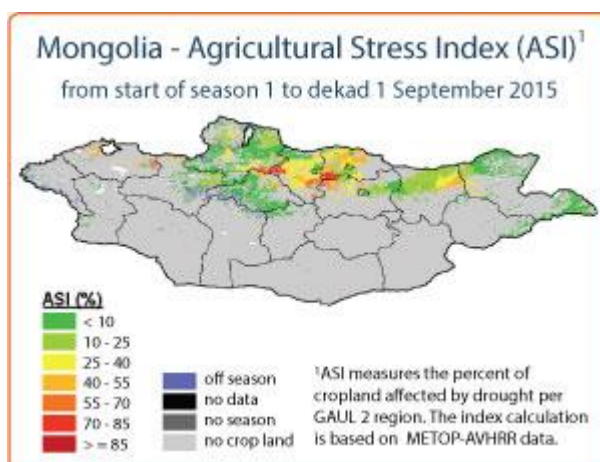 Mongolia - Agricultural Stress Index (ASI)¹
from start of season 1 to dekad 1 September 2015
ASI (%)
< 10
10 - 25
25 - 40
40 - 55
55 - 70
70 - 85
> = 85
off season
no data
no season
no crop land
¹ASI measures the percent of
cropland affected by drought per
GAUL 2 region. The index calculation
is based on METOP-AVHRR data.